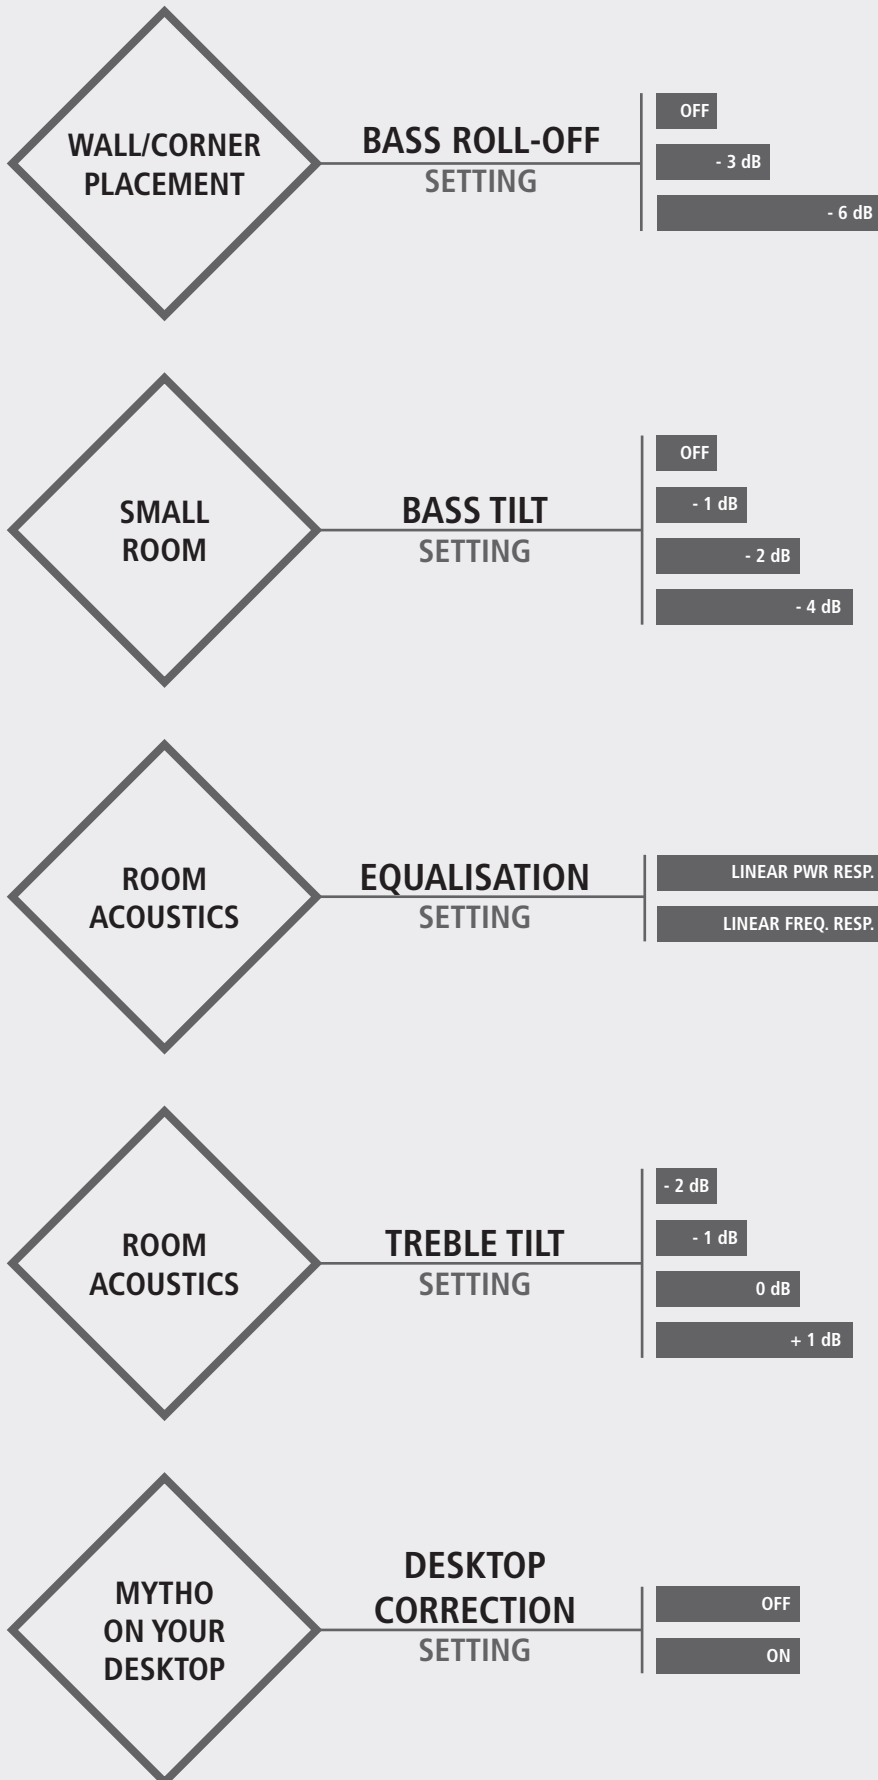 WALL/CORNER
PLACEMENT
BASS ROLL-OFF
SETTING
OFF
- 3 dB
- 6 dB
SMALL
ROOM
BASS TILT
SETTING
OFF
- 1 dB
- 2 dB
- 4 dB
ROOM
ACOUSTICS
EQUALISATION
SETTING
LINEAR PWR RESP.
LINEAR FREQ. RESP.
ROOM
ACOUSTICS
TREBLE TILT
SETTING
- 2 dB
- 1 dB
0 dB
+ 1 dB
MYTHO
ON YOUR
DESKTOP
DESKTOP
CORRECTION
SETTING
OFF
ON